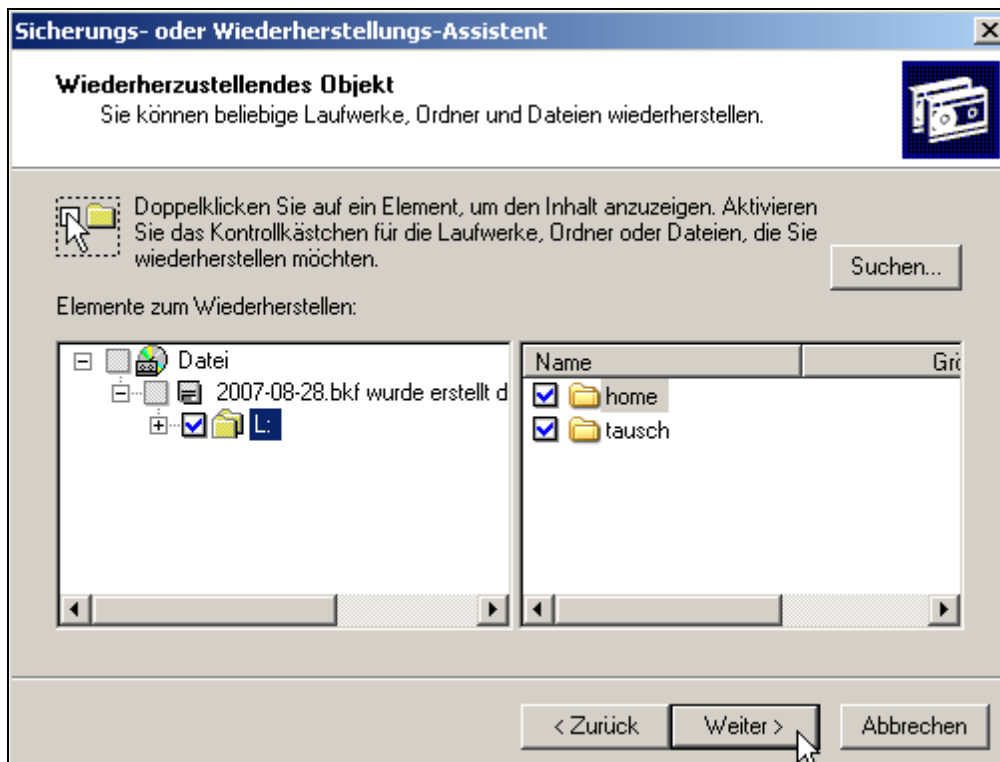 Sicherungs- oder Wiederherstellungs-Assistent
Wiederherzustellendes Objekt
Sie können beliebige Laufwerke, Ordner und Dateien wiederherstellen.
Doppelklicken Sie auf ein Element, um den Inhalt anzuzeigen. Aktivieren
Sie das Kontrollkästchen für die Laufwerke, Ordner oder Dateien, die Sie
wiederherstellen möchten.
Suchen...
Elemente zum Wiederherstellen:
Datei
2007-08-28.bkf wurde erstellt d
L:
Name Grö
home
tausch
< Zurück Weiter > Abbrechen